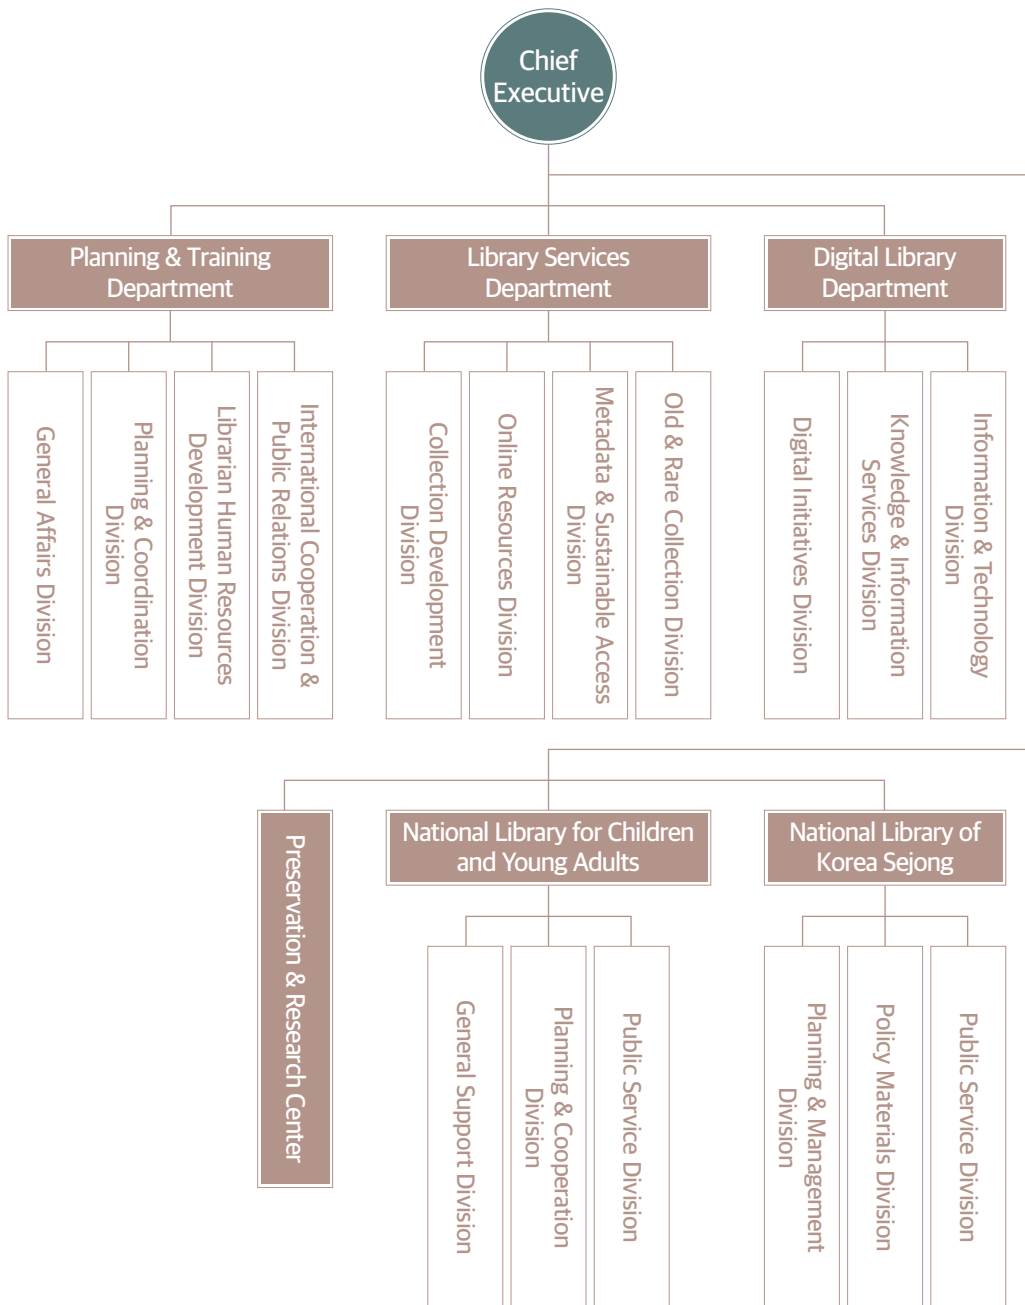 Chief
Executive
Planning & Training
Department
Library Services
Department
Digital Library
Department
General Affairs Division
Planning & Coordination
Division
Librarian Human Resources
Development Division
International Cooperation &
Public Relations Division
Collection Development
Division
Online Resources Division
Metadata & Sustainable Access
Division
Old & Rare Collection Division
Digital Initiatives Division
Knowledge & Information
Services Division
Information & Technology
Division
Preservation & Research Center
National Library for Children
and Young Adults
National Library of
Korea Sejong
General Support Division
Planning & Cooperation
Division
Public Service Division
Planning & Management
Division
Policy Materials Division
Public Service Division